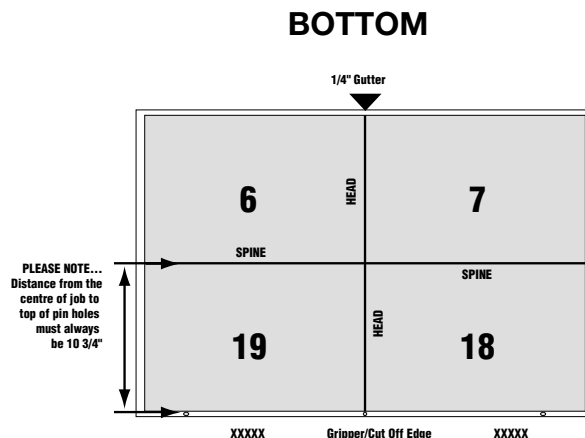 BOTTOM
1/4" Gutter
6
HEAD
7
SPINE
SPINE
PLEASE NOTE...
Distance from the
centre of job to
top of pin holes
must always
be 10 3/4"
19
HEAD
18
XXXXX
Gripper/Cut Off Edge
XXXXX